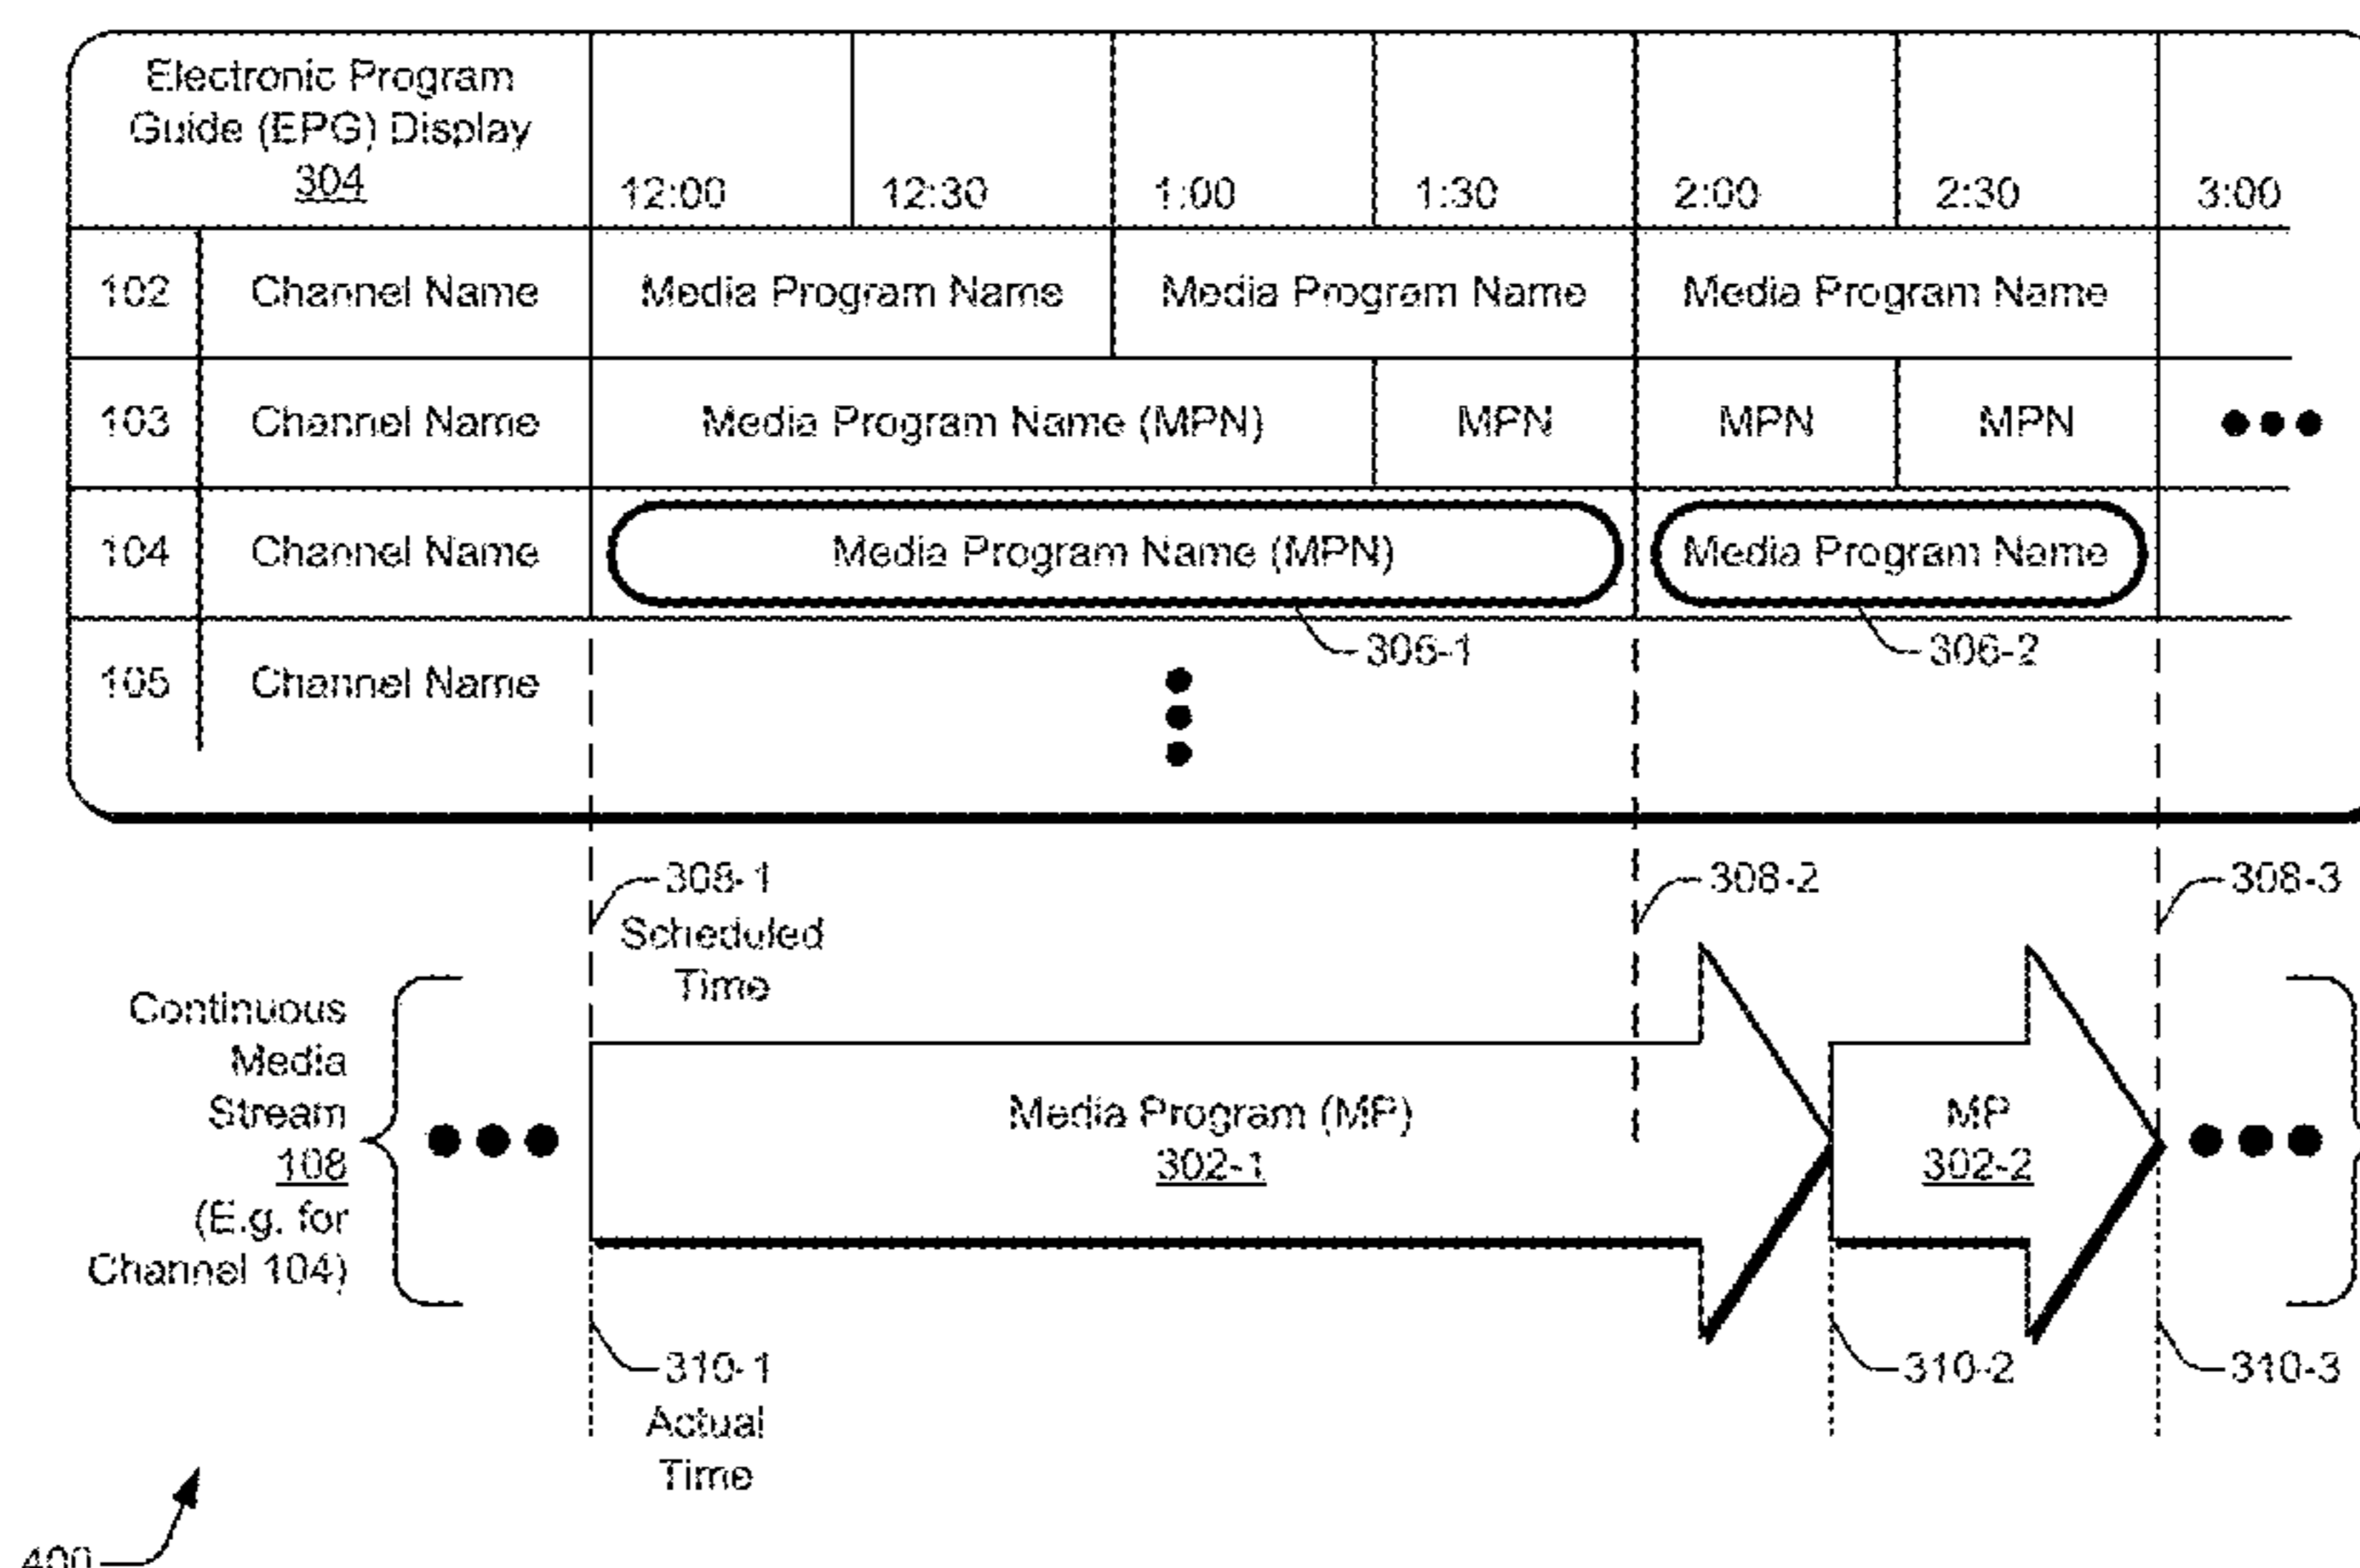 Electronic Program
Guide (EPG) Display
304
12:00 12:30 1:00 1:30 2:00 2:30 3:00
102 Channel Name Media Program Name Media Program Name Media Program Name
103 Channel Name Media Program Name (MPN) MPN MPN MPN
104 Channel Name Media Program Name (MPN) Media Program Name
306-1 306-2
105 Channel Name
308-1 308-2 308-3
Scheduled
Time
Continuous
Media
Stream
108
(E.g. for
Channel 104)
Media Program (MP)
302-1
MP
302-2
310-1 310-2 310-3
Actual
Time
400